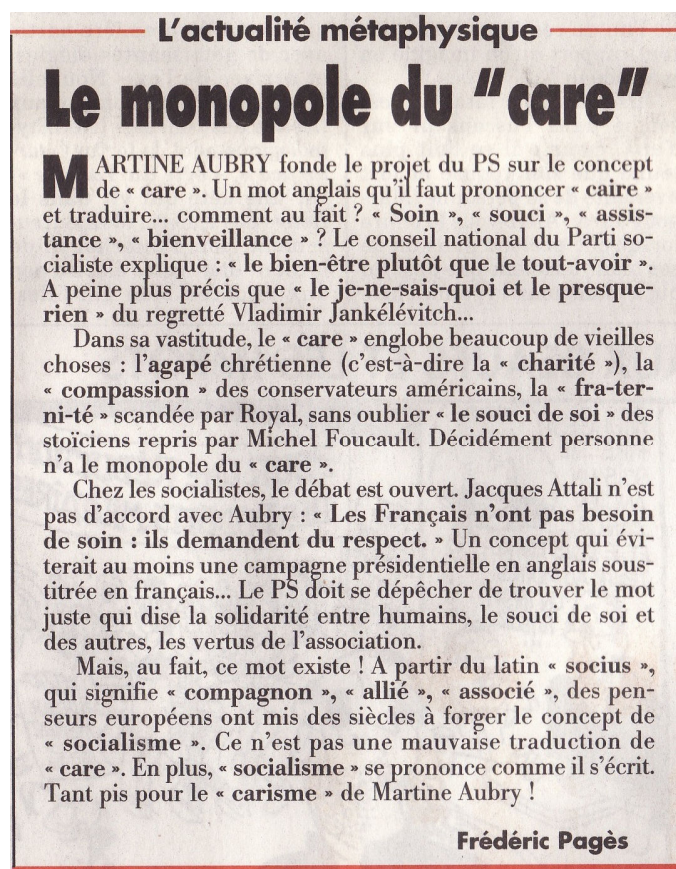 L'actualité métaphysique
Le monopole du "care"
MARTINE AUBRY fonde le projet du PS sur le concept
de « care ». Un mot anglais qu'il faut prononcer « caire »
et traduire... comment au fait ? « Soin », « souci », « assis-
tance », « bienveillance » ? Le conseil national du Parti so-
cialiste explique : « le bien-être plutôt que le tout-avoir ».
A peine plus précis que « le je-ne-sais-quoi et le presque-
rien » du regretté Vladimir Jankélévitch...
Dans sa vastitude, le « care » englobe beaucoup de vieilles
choses : l'agapé chrétienne (c'est-à-dire la « charité »), la
« compassion » des conservateurs américains, la « fra-ter-
ni-té » scandée par Royal, sans oublier « le souci de soi » des
stoïciens repris par Michel Foucault. Décidément personne
n'a le monopole du « care ».
Chez les socialistes, le débat est ouvert. Jacques Attali n'est
pas d'accord avec Aubry : « Les Français n'ont pas besoin
de soin : ils demandent du respect. » Un concept qui évi-
terait au moins une campagne présidentielle en anglais sous-
titrée en français... Le PS doit se dépêcher de trouver le mot
juste qui dise la solidarité entre humains, le souci de soi et
des autres, les vertus de l'association.
Mais, au fait, ce mot existe ! A partir du latin « socius »,
qui signifie « compagnon », « allié », « associé », des pen-
seurs européens ont mis des siècles à forger le concept de
« socialisme ». Ce n'est pas une mauvaise traduction de
« care ». En plus, « socialisme » se prononce comme il s'écrit.
Tant pis pour le « carisme » de Martine Aubry !
Frédéric Pagès